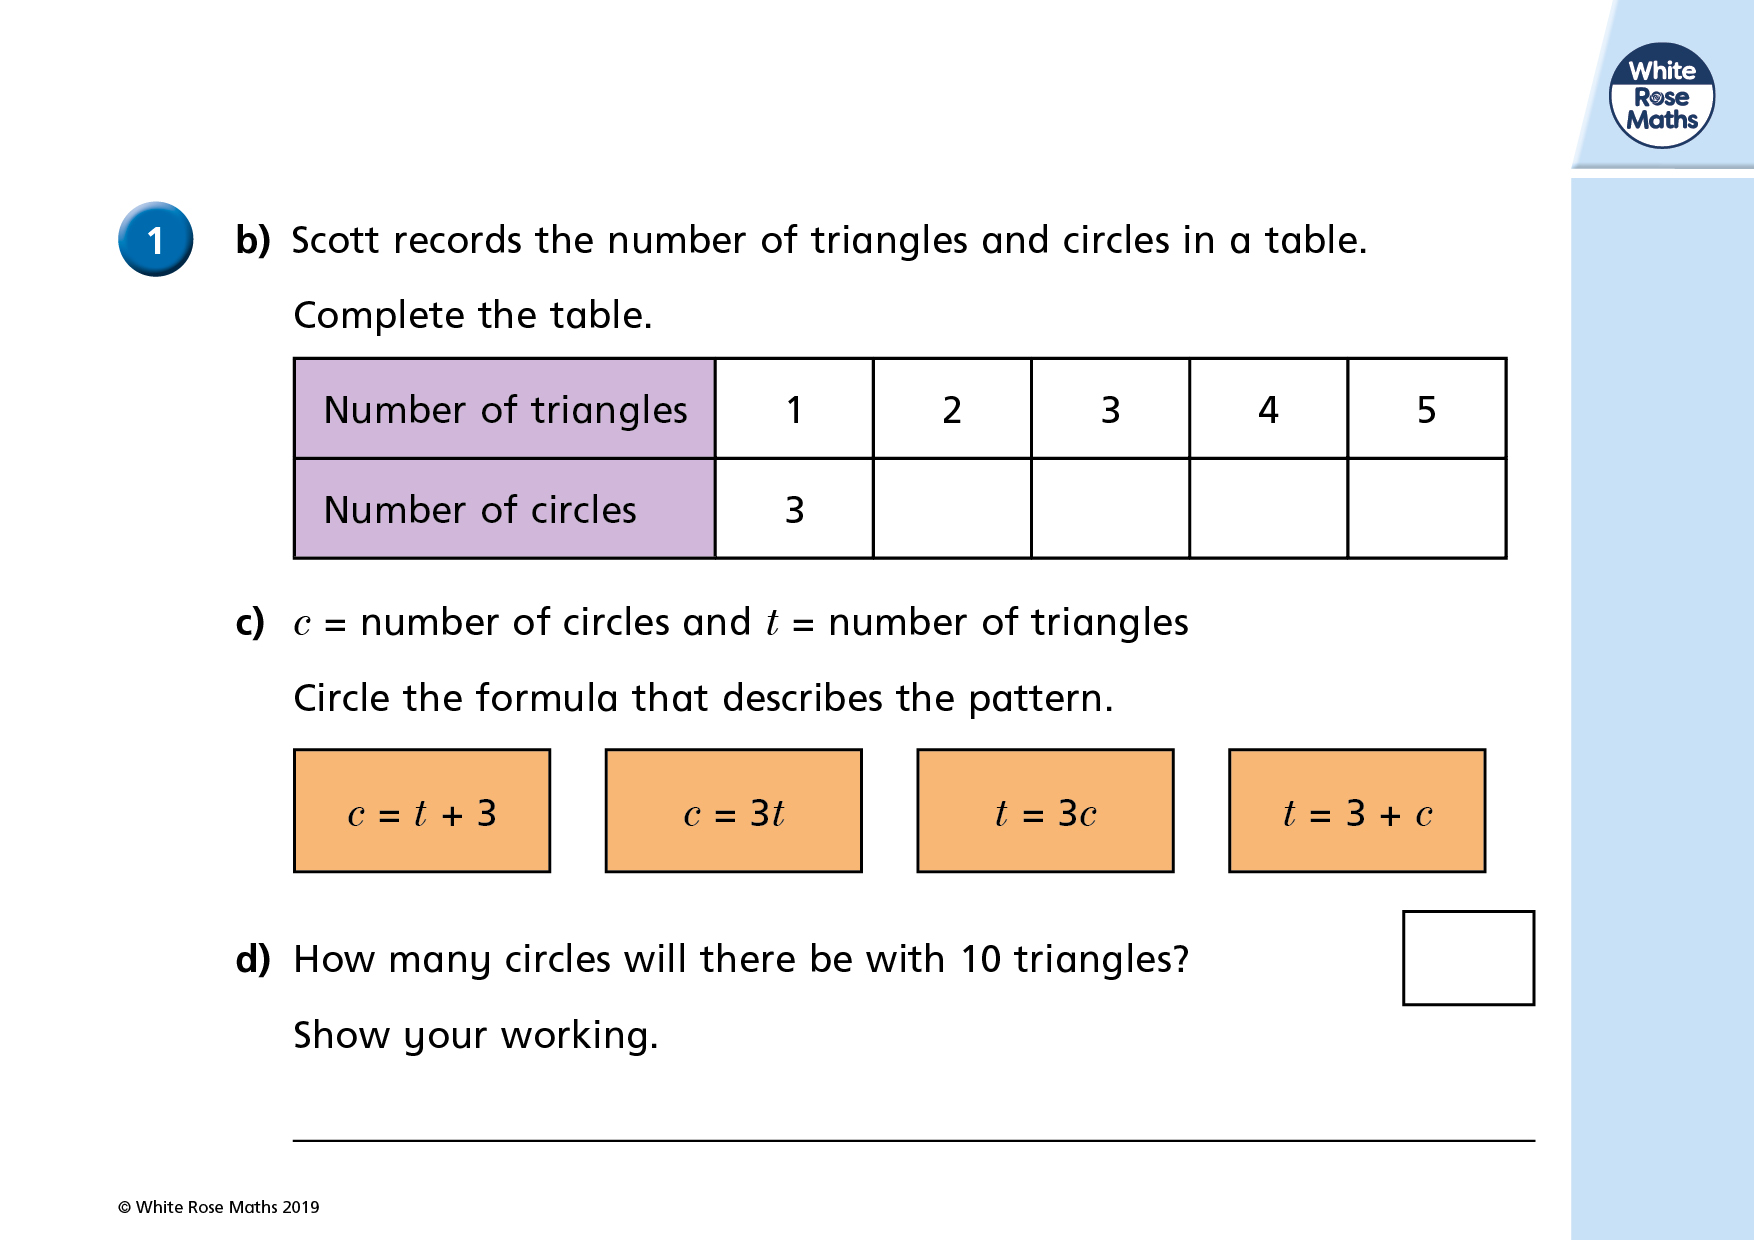 White
Rose
Maths
1 b) Scott records the number of triangles and circles in a table.
Complete the table.
Number of triangles 1 2 3 4 5
Number of circles 3
c) c = number of circles and t = number of triangles
Circle the formula that describes the pattern.
c = t + 3 c = 3t t = 3c t = 3 + c
d) How many circles will there be with 10 triangles?
Show your working.
© White Rose Maths 2019